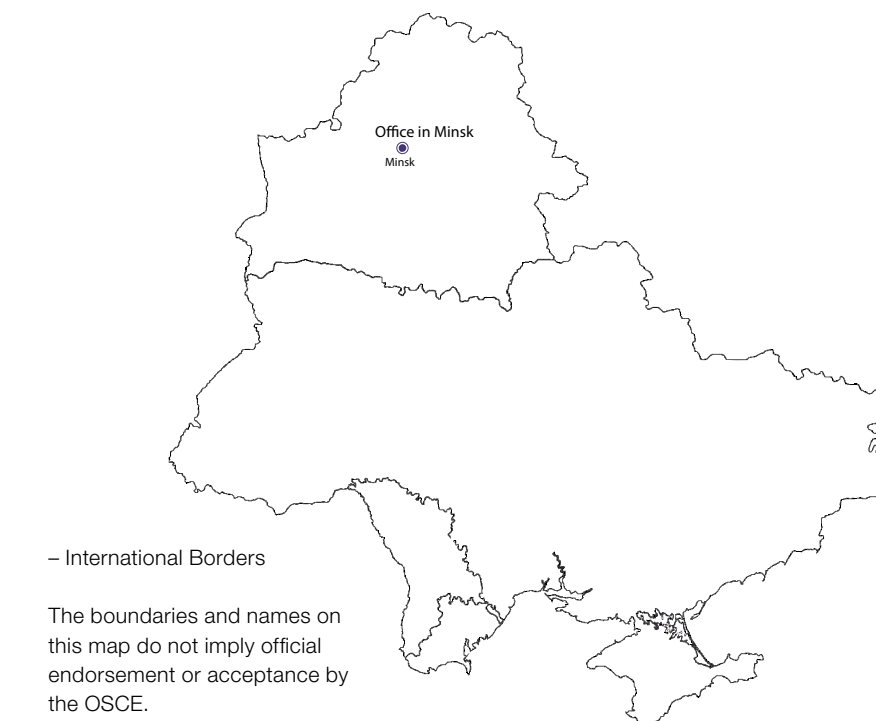 Office in Minsk
Minsk
– International Borders
The boundaries and names on
this map do not imply official
endorsement or acceptance by
the OSCE.